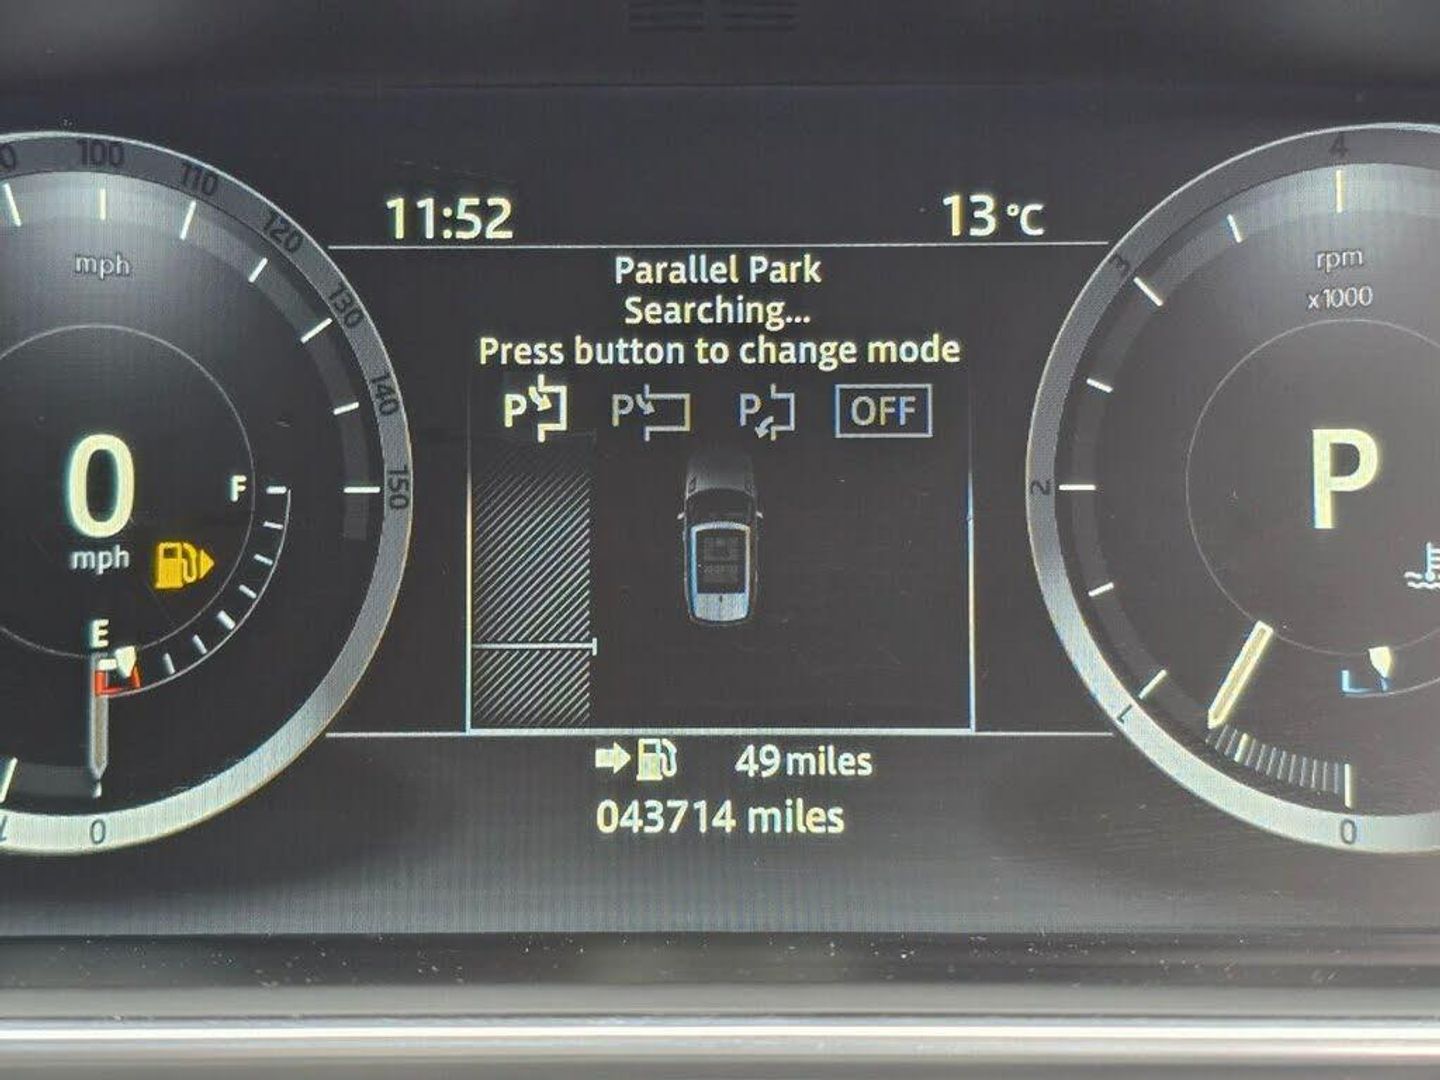 11:52
13 °C
Parallel Park
Searching...
Press button to change mode
P P P OFF
100
110
120
130
140
150
mph
0
mph
F
E
0
4
3
2
1
0
rpm
x1000
P
49 miles
043714 miles